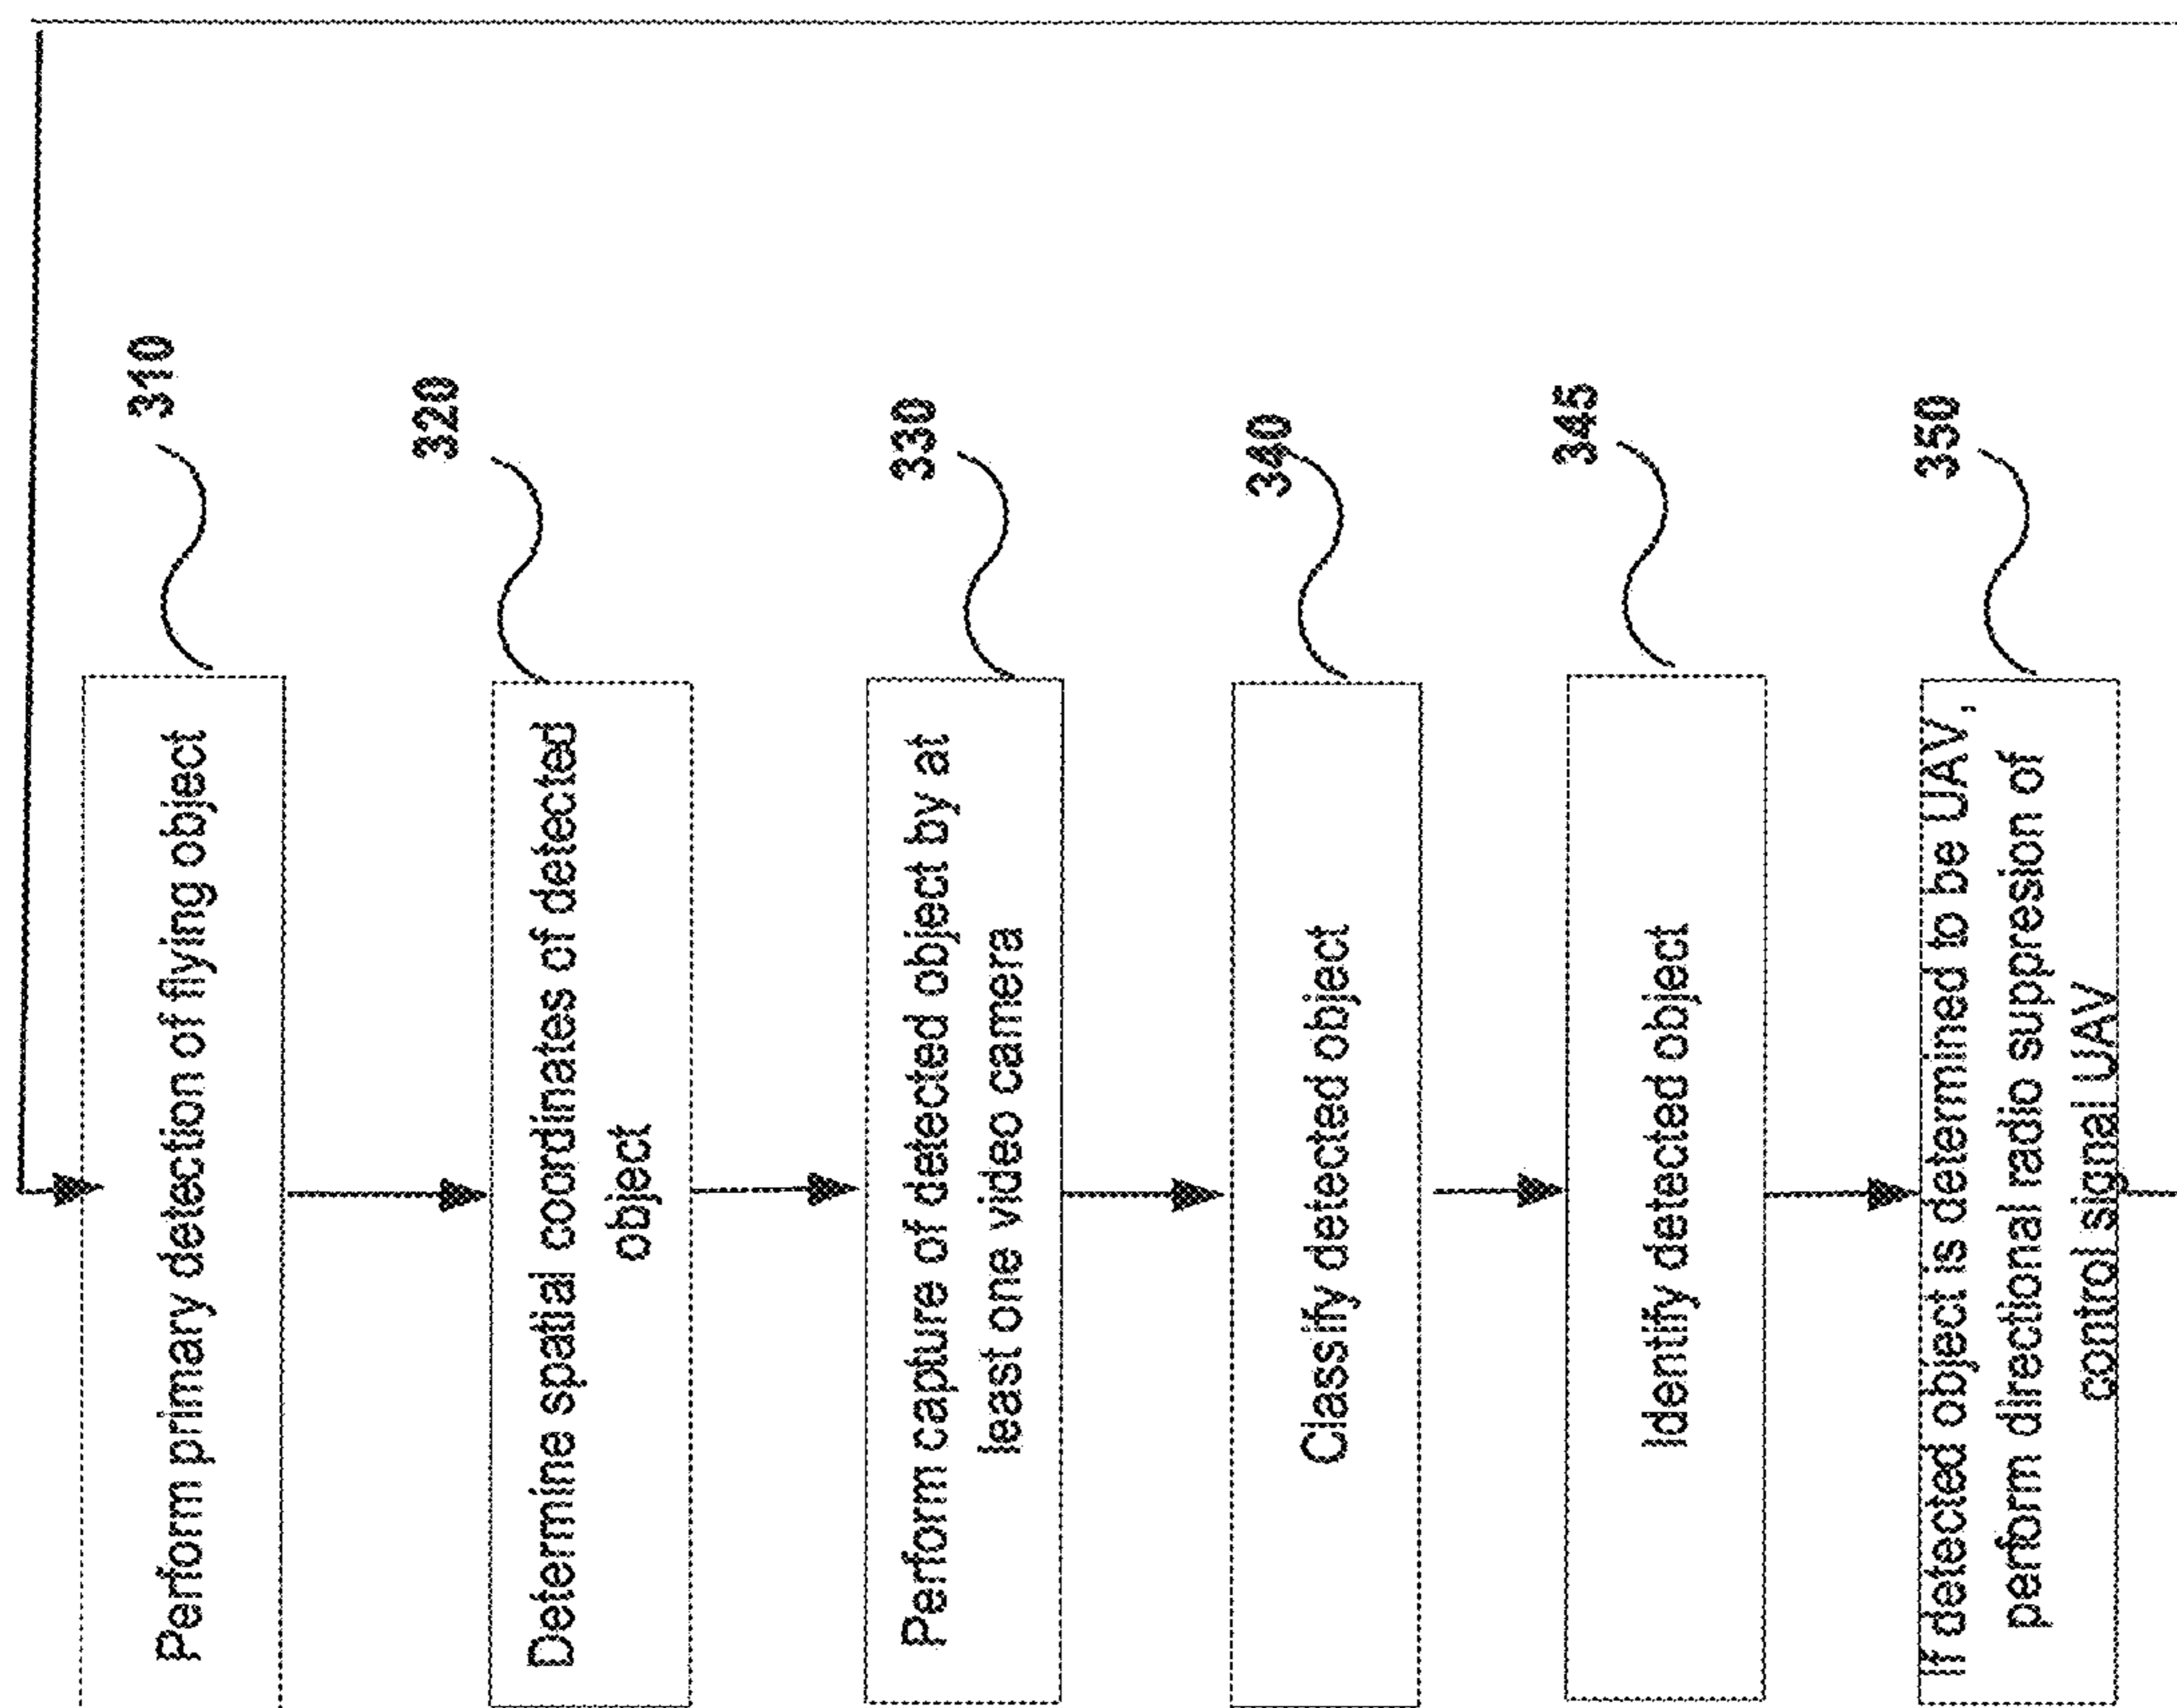 310
Perform primary detection of flying object
320
Determine spatial coordinates of detected
object
330
Perform capture of detected object by at
least one video camera
340
Classify detected object
345
Identify detected object
350
If detected object is determined to be UAV,
perform directional radio suppresion of
control signal UAV